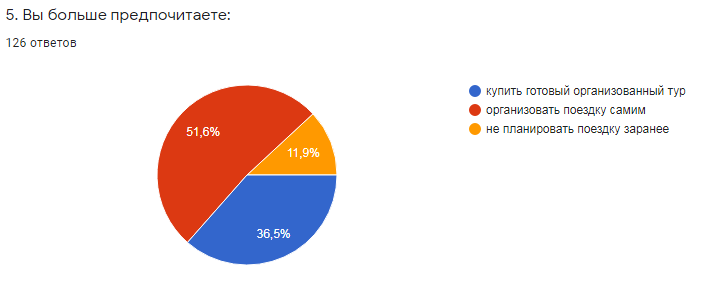 5. Вы больше предпочитаете:
126 ответов
купить готовый организованный тур
организовать поездку самим
не планировать поездку заранее
51,6%
11,9%
36,5%